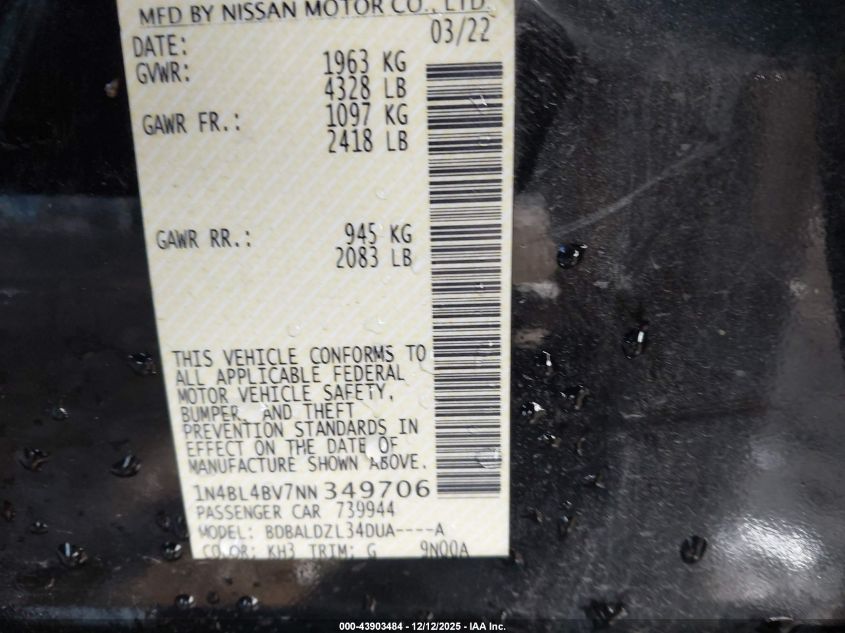 MFD BY NISSAN MOTOR CO., LTD
DATE: 03/22
GVWR: 1963 KG
4328 LB
GAWR FR.: 1097 KG
2418 LB
GAWR RR.: 945 KG
2083 LB
THIS VEHICLE CONFORMS TO
ALL APPLICABLE FEDERAL
MOTOR VEHICLE SAFETY,
BUMPER, AND THEFT
PREVENTION STANDARDS IN
EFFECT ON THE DATE OF
MANUFACTURE SHOWN ABOVE.
1N4BL4BV7NN 349706
PASSENGER CAR 739944
MODEL: BDBALDZL34DUA----A
COLOR: KH3 TRIM: G 9NQ0A
000-43903484 - 12/12/2025 - IAA Inc.